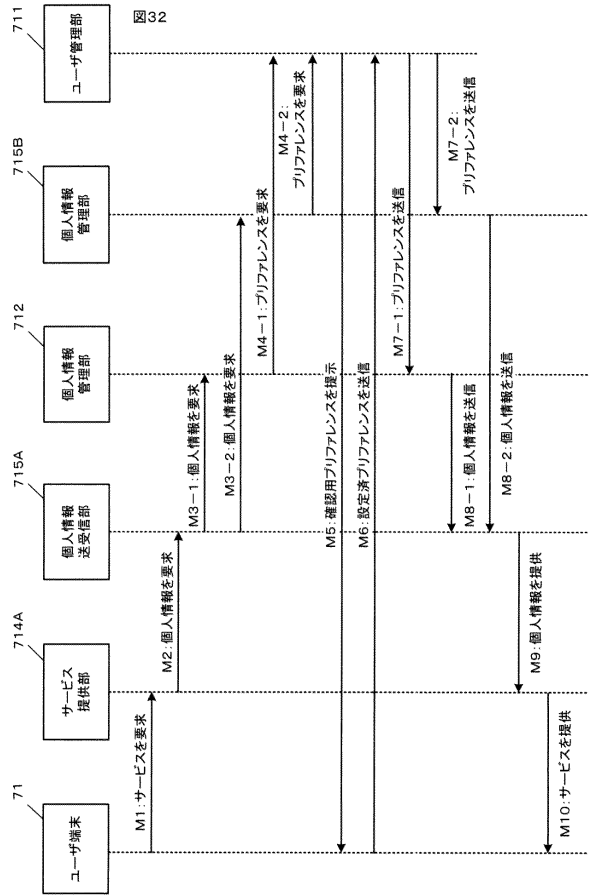 図32
71
ユーザ端末
714A
サービス
提供部
715A
個人情報
送受信部
712
個人情報
管理部
715B
個人情報
管理部
711
ユーザ管理部
M1:サービスを要求
M2:個人情報を要求
M3-1:個人情報を要求
M3-2:個人情報を要求
M4-1:プリファレンスを要求
M4-2:
プリファレンスを要求
M5:確認用プリファレンスを提示
M6:設定済プリファレンスを送信
M7-1:プリファレンスを送信
M7-2:
プリファレンスを送信
M8-1:個人情報を送信
M8-2:個人情報を送信
M9:個人情報を提供
M10:サービスを提供